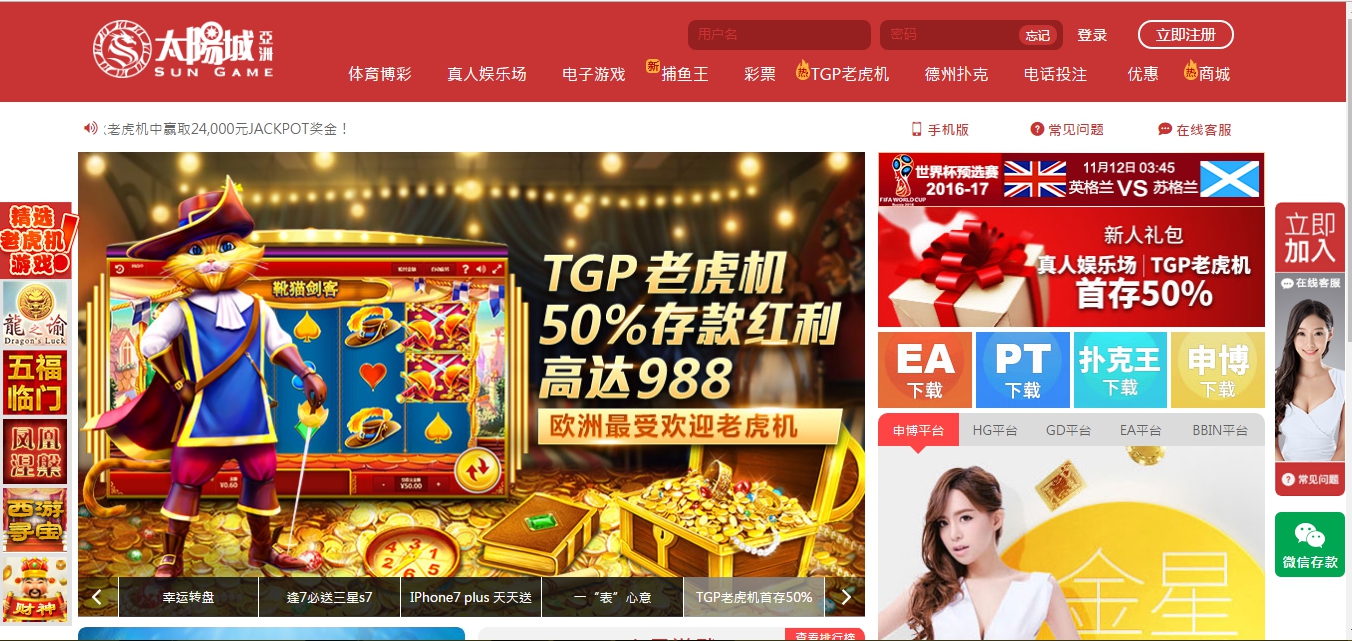 太陽城亞洲
SUN GAME
用户名
密码
忘记
登录
立即注册
体育博彩
真人娱乐场
电子游戏
新
捕鱼王
彩票
热
TGP老虎机
德州扑克
电话投注
优惠
热
商城
老虎机中赢取24,000元JACKPOT奖金！
手机版
常见问题
在线客服
精选
老虎机
游戏
龍之谕
Dragon's Luck
五福
临门
凤凰
涅槃
西游
寻宝
财神
靴猫剑客
¥0.60
¥50.00
TGP 老虎机
50%存款红利
高达988
欧洲最受欢迎老虎机
幸运转盘
逢7必送三星s7
IPhone7 plus 天天送
一“表”心意
TGP老虎机首存50%
FIFA WORLD CUP
世界杯预选赛
2016-17
11月12日 03:45
英格兰 VS 苏格兰
新人礼包
真人娱乐场 | TGP老虎机
首存50%
EA
下载
PT
下载
扑克王
下载
申博
下载
申博平台
HG平台
GD平台
EA平台
BBIN平台
金星
立即
加入
在线客服
常见问题
微信存款
查看排行榜